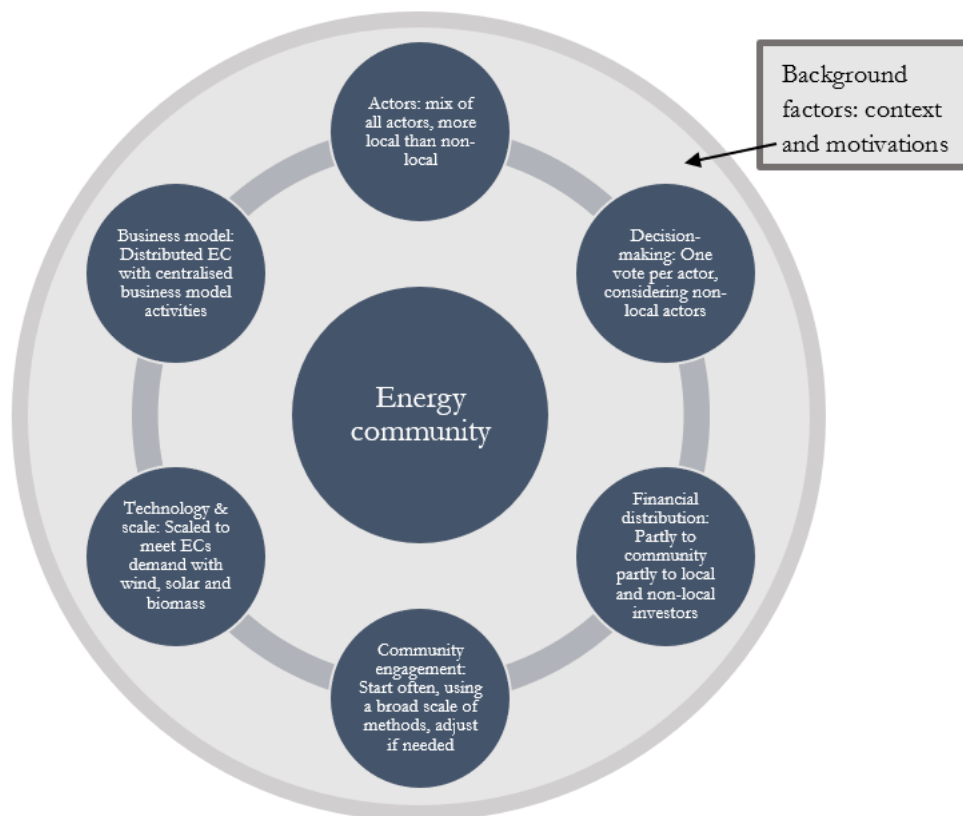 Background
factors: context
and motivations
Actors: mix of
all actors, more
local than non-
local
Decision-
making: One
vote per actor,
considering non-
local actors
Financial
distribution:
Partly to
community
partly to local
and non-local
investors
Community
engagement:
Start often, using
a broad scale of
methods, adjust
if needed
Technology &
scale: Scaled to
meet ECs
demand with
wind, solar and
biomass
Business model:
Distributed EC
with centralised
business model
activities
Energy
community